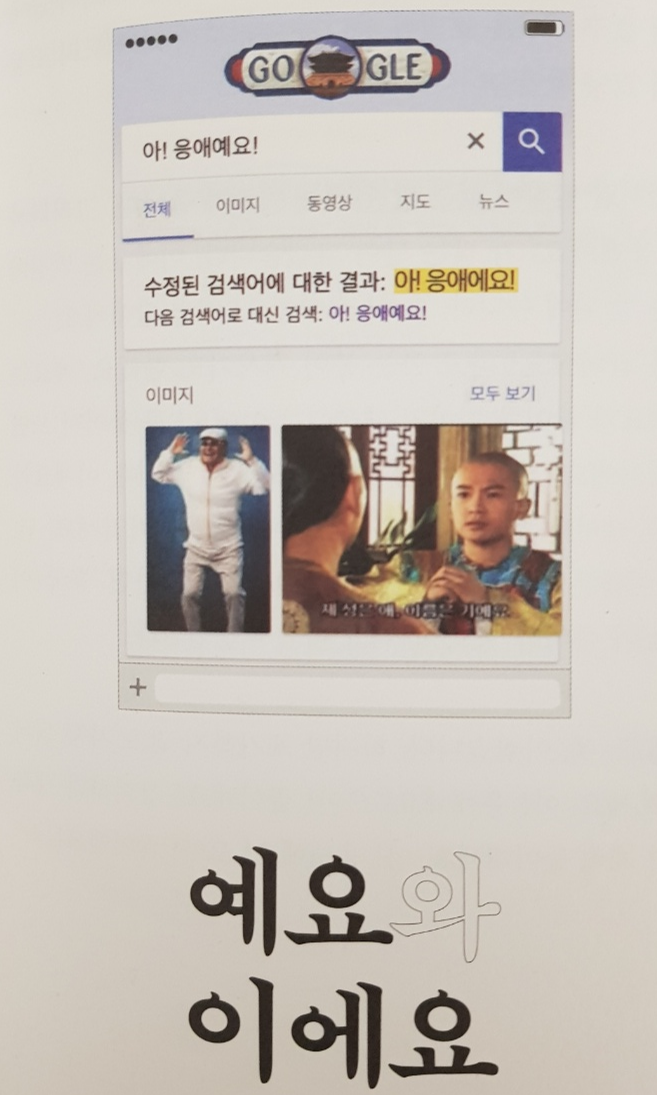 GO GLE
아! 응애예요!
전체 이미지 동영상 지도 뉴스
수정된 검색어에 대한 결과: 아! 응애에요!
다음 검색어로 대신 검색: 아! 응애예요!
이미지 모두 보기
제 성은 애, 이름은 기에요
예요와
이에요